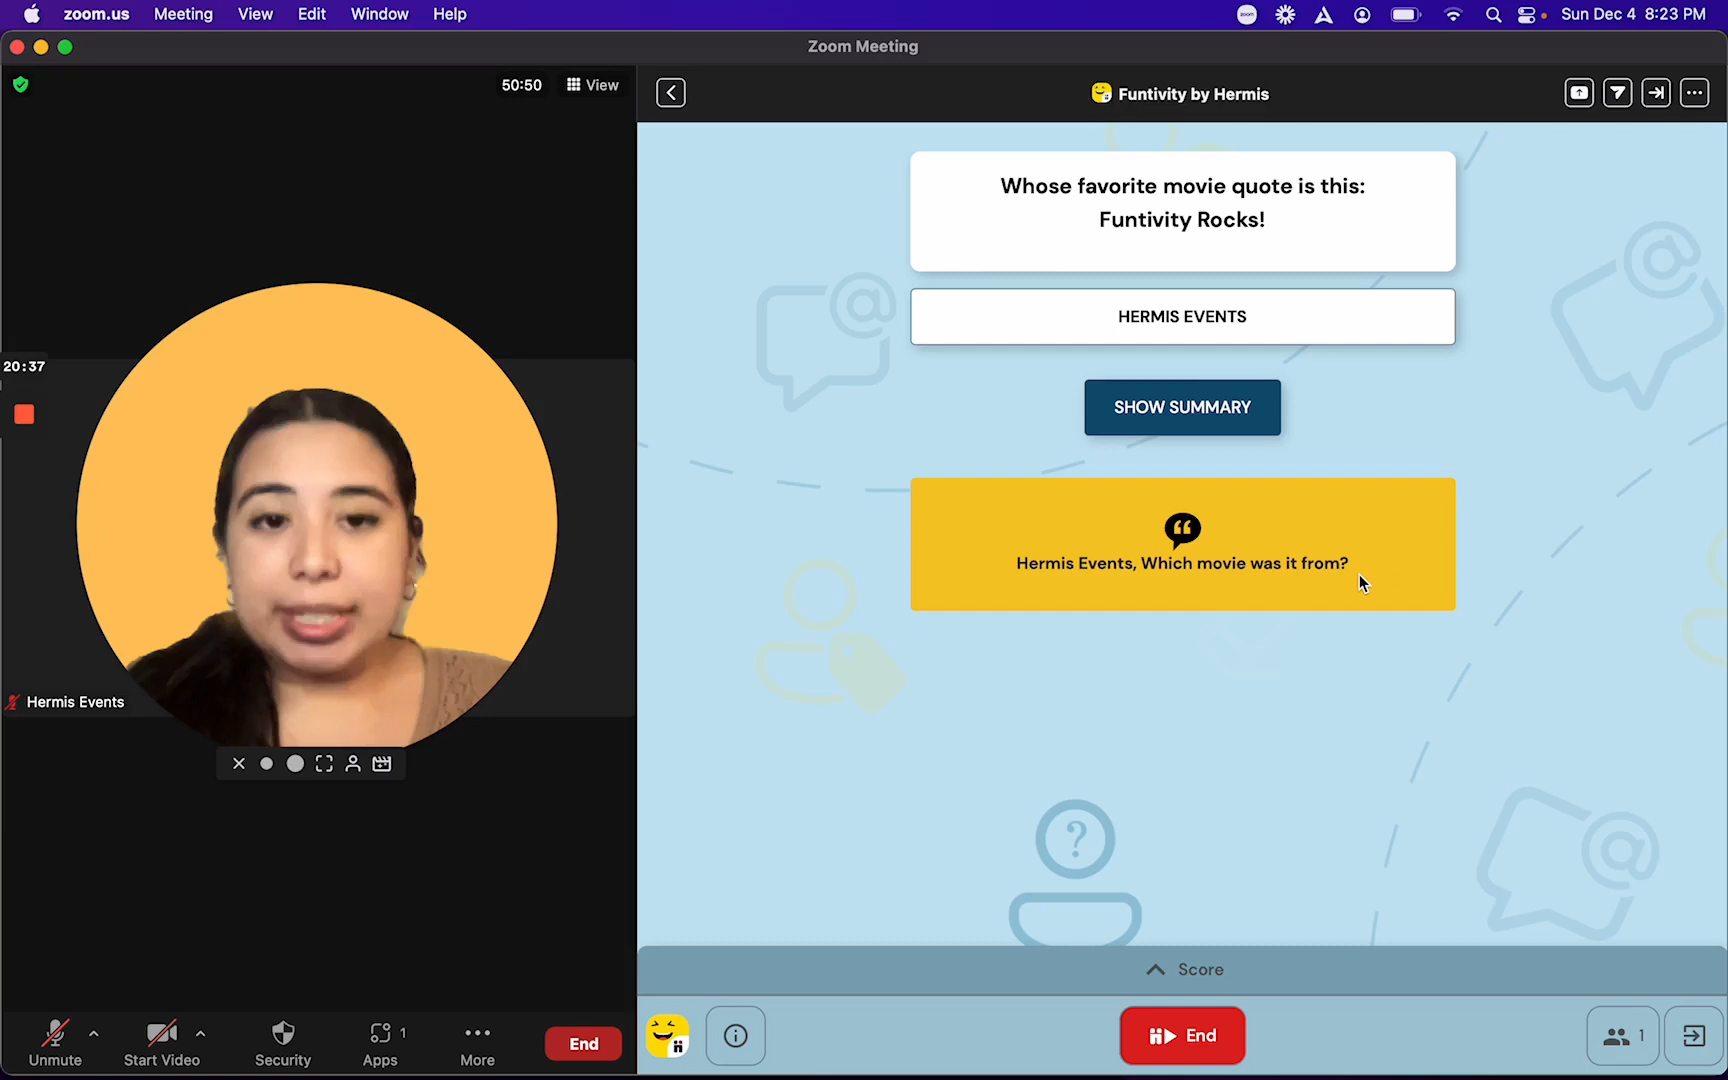 zoom.us Meeting View Edit Window Help
zoom
Sun Dec 4 8:23 PM
Zoom Meeting
50:50
View
Funtivity by Hermis
Whose favorite movie quote is this:
Funtivity Rocks!
HERMIS EVENTS
SHOW SUMMARY
20:37
Hermis Events, Which movie was it from?
Hermis Events
Score
Unmute
Start Video
Security
Apps 1
More
End
End
1